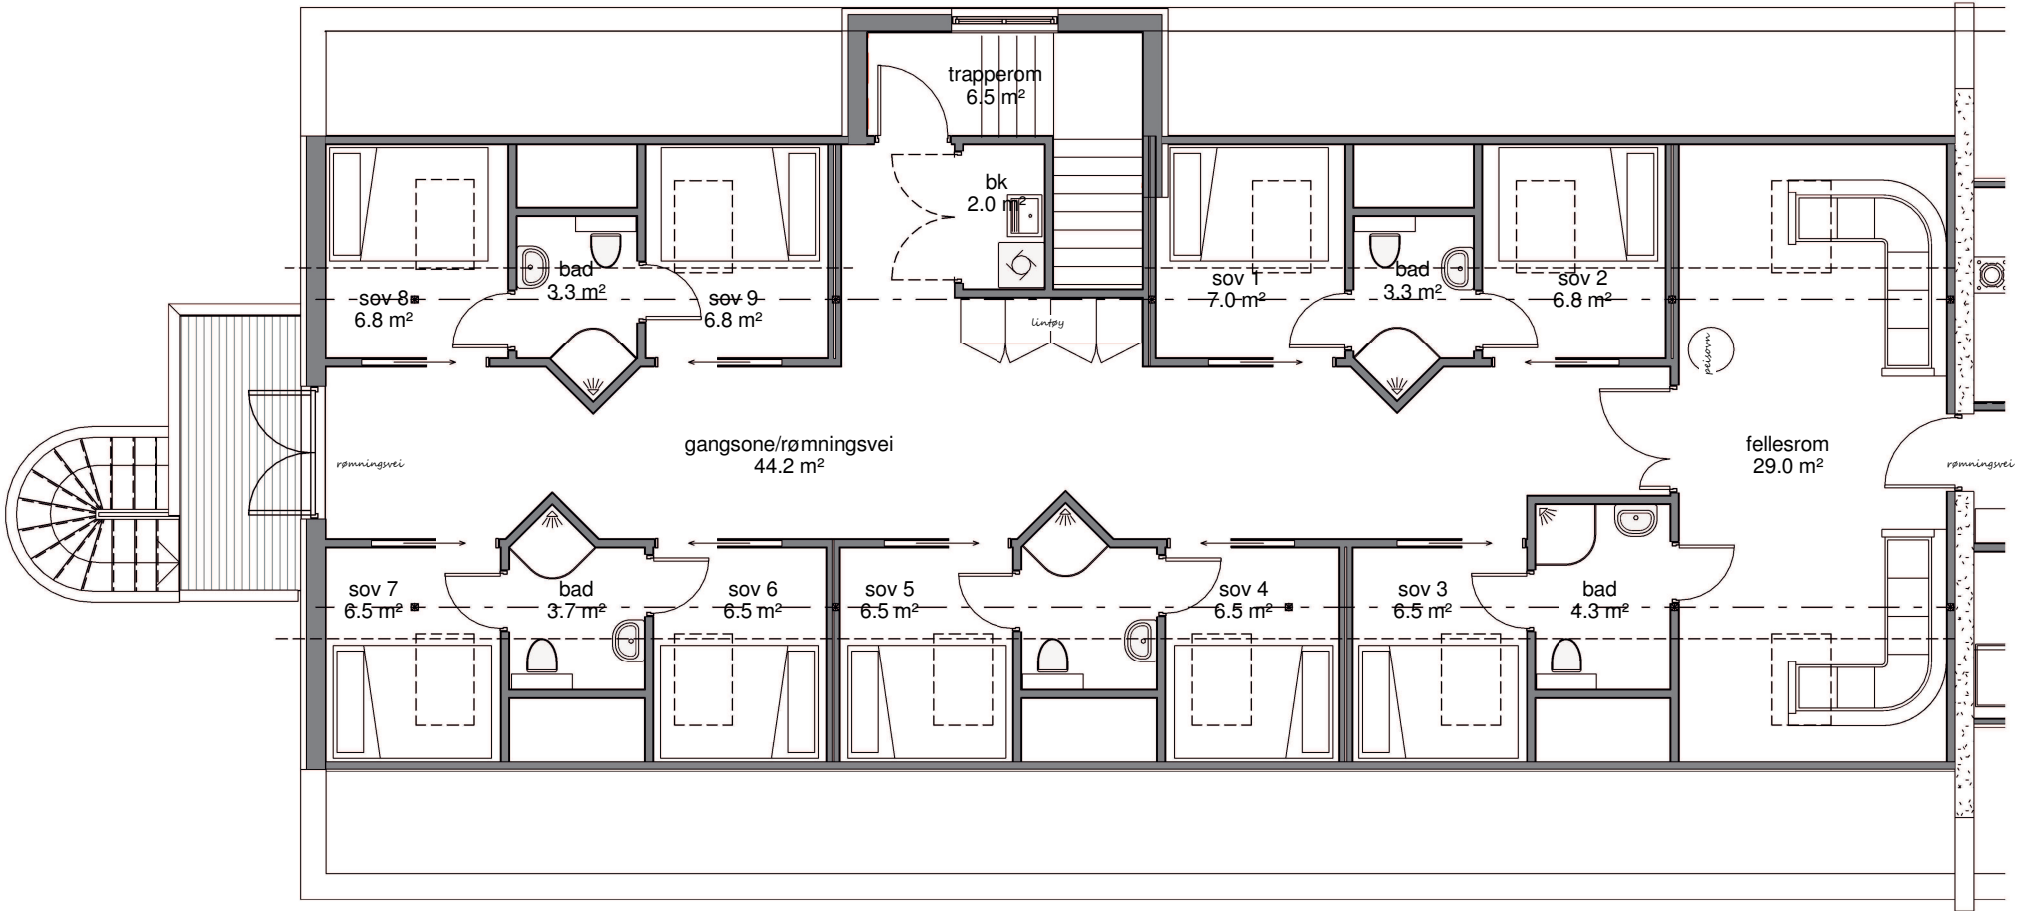 trapperom
6.5 m²
bk
2.0 m²
sov 8
6.8 m²
bad
3.3 m²
sov 9
6.8 m²
sov 1
7.0 m²
bad
3.3 m²
sov 2
6.8 m²
lintøy
peisovn
gangsone/rømningsvei
44.2 m²
fellesrom
29.0 m²
rømningsvei
rømningsvei
sov 7
6.5 m²
bad
3.7 m²
sov 6
6.5 m²
sov 5
6.5 m²
sov 4
6.5 m²
sov 3
6.5 m²
bad
4.3 m²